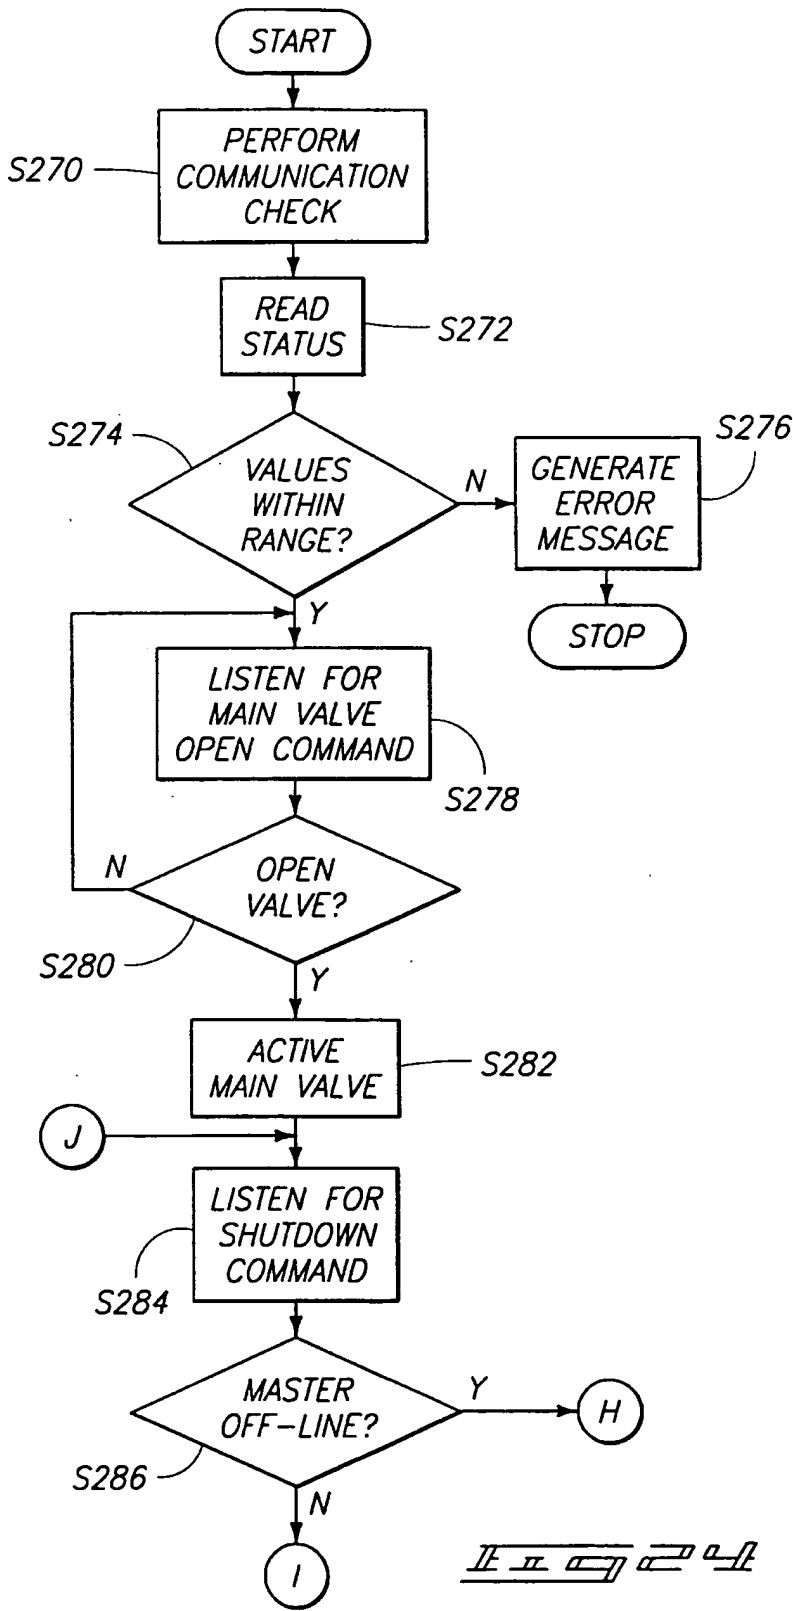 START
PERFORM
COMMUNICATION
CHECK
S270
READ
STATUS
S272
S274
VALUES
WITHIN
RANGE?
N
GENERATE
ERROR
MESSAGE
S276
STOP
Y
LISTEN FOR
MAIN VALVE
OPEN COMMAND
S278
N
OPEN
VALVE?
S280
Y
ACTIVE
MAIN VALVE
S282
J
LISTEN FOR
SHUTDOWN
COMMAND
S284
MASTER
OFF-LINE?
Y
H
S286
N
I
FIG 24